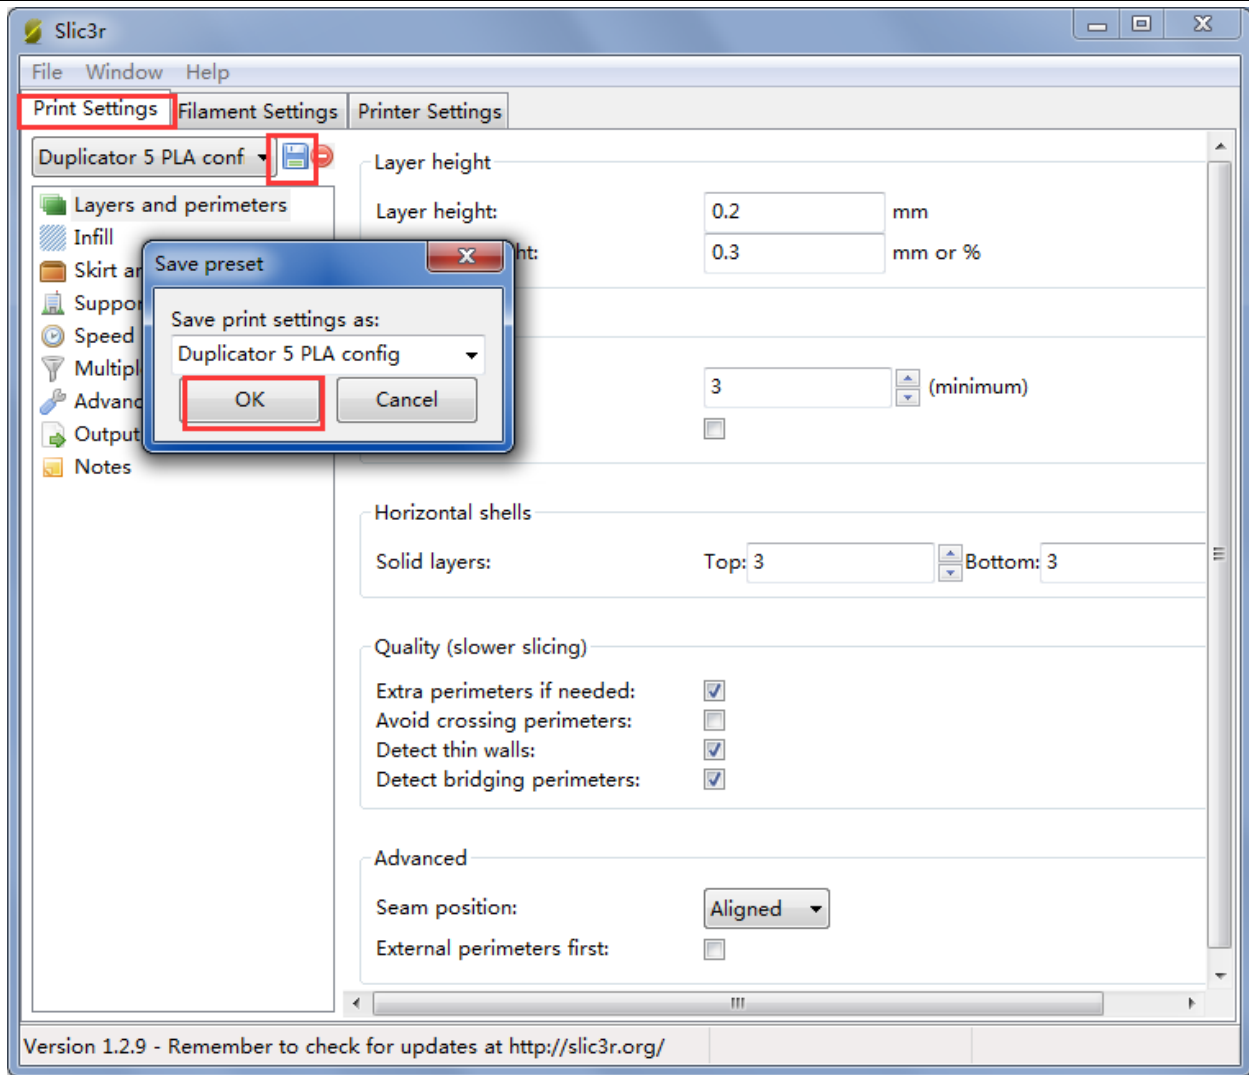 Slic3r
File Window Help
Print Settings Filament Settings Printer Settings
Duplicator 5 PLA conf
Layers and perimeters
Infill
Skirt
Suppor
Speed
Multipl
Advanc
Output
Notes
Save preset
Save print settings as:
Duplicator 5 PLA config
OK Cancel
Layer height
Layer height: 0.2 mm
ht: 0.3 mm or %
3 (minimum)
Horizontal shells
Solid layers: Top: 3 Bottom: 3
Quality (slower slicing)
Extra perimeters if needed:
Avoid crossing perimeters:
Detect thin walls:
Detect bridging perimeters:
Advanced
Seam position: Aligned
External perimeters first:
Version 1.2.9 - Remember to check for updates at http://slic3r.org/